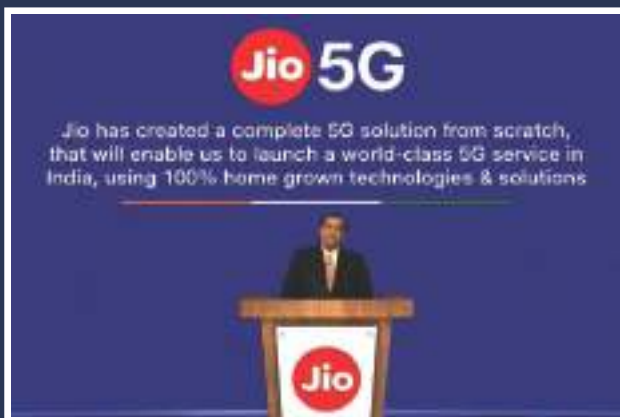 Jio 5G
Jio has created a complete 5G solution from scratch,
that will enable us to launch a world-class 5G service in
India, using 100% home grown technologies & solutions
Jio